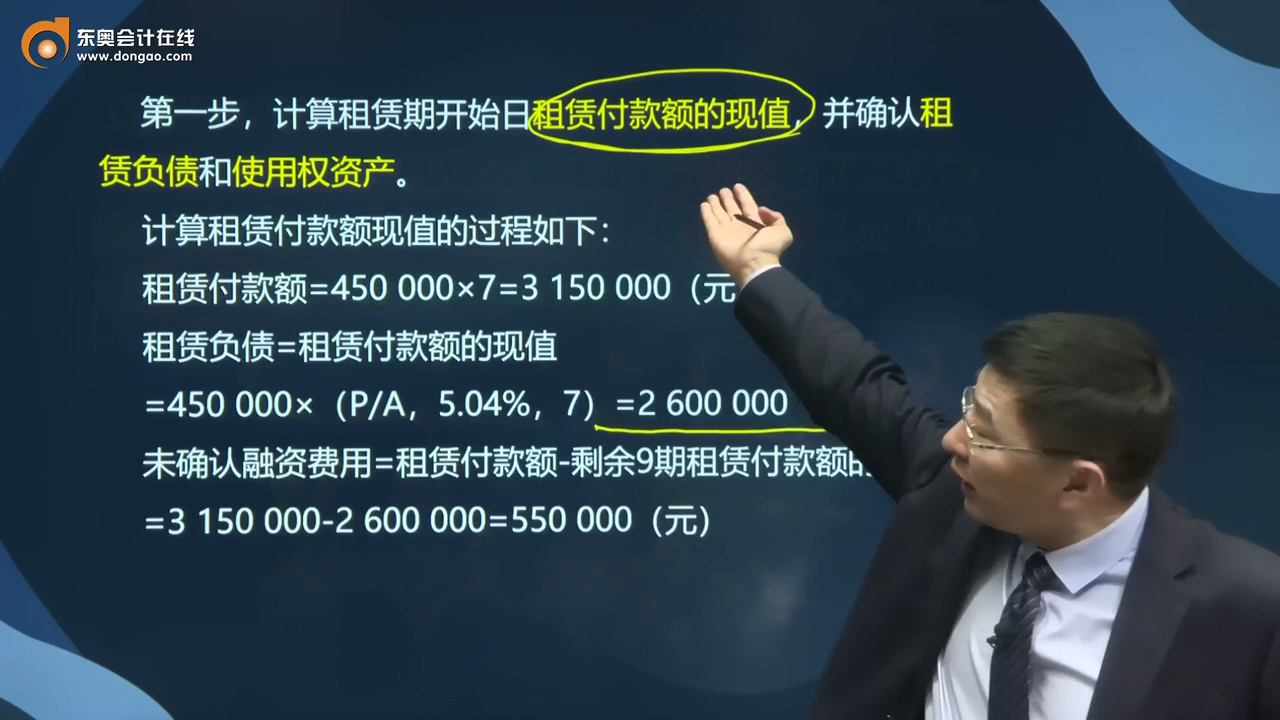 东奥会计在线
www.dongao.com
第一步，计算租赁期开始日租赁付款额的现值，并确认租
赁负债和使用权资产。
计算租赁付款额现值的过程如下：
租赁付款额=450 000×7=3 150 000（元
租赁负债=租赁付款额的现值
=450 000×（P/A，5.04%，7）=2 600 000
未确认融资费用=租赁付款额-剩余9期租赁付款额的
=3 150 000-2 600 000=550 000（元）